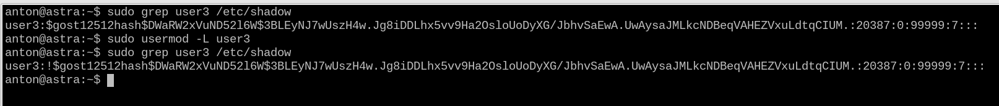 anton@astra:~$ sudo grep user3 /etc/shadow
user3:$gost12512hash$DWaRW2xVuND52l6W$3BLEyNJ7wUszH4w.Jg8iDDLhx5vv9Ha2OsloUoDyXG/JbhvSaEwA.UwAysaJMLkcNDBeqVAHEZVxuLdtqCIUM.:20387:0:99999:7:::
anton@astra:~$ sudo usermod -L user3
anton@astra:~$ sudo grep user3 /etc/shadow
user3:!$gost12512hash$DWaRW2xVuND52l6W$3BLEyNJ7wUszH4w.Jg8iDDLhx5vv9Ha2OsloUoDyXG/JbhvSaEwA.UwAysaJMLkcNDBeqVAHEZVxuLdtqCIUM.:20387:0:99999:7:::
anton@astra:~$